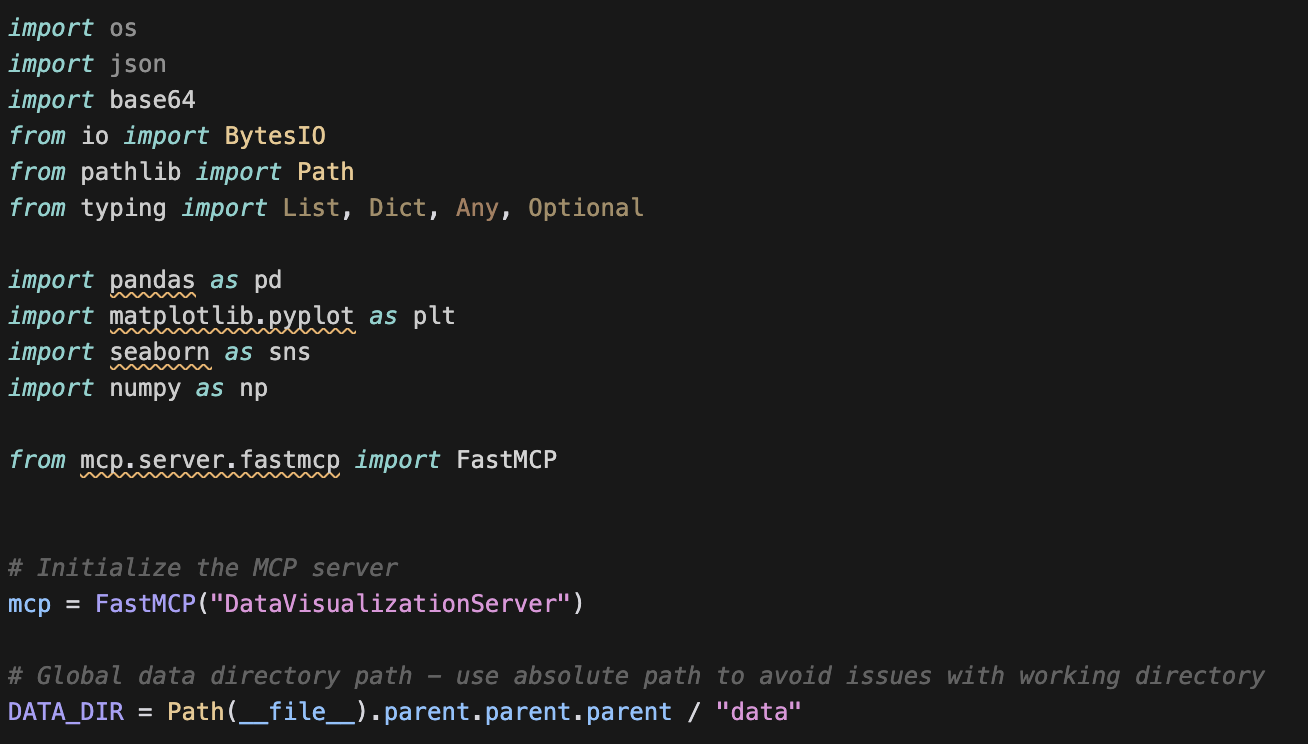 import os
import json
import base64
from io import BytesIO
from pathlib import Path
from typing import List, Dict, Any, Optional
import pandas as pd
import matplotlib.pyplot as plt
import seaborn as sns
import numpy as np
from mcp.server.fastmcp import FastMCP
# Initialize the MCP server
mcp = FastMCP("DataVisualizationServer")
# Global data directory path – use absolute path to avoid issues with working directory
DATA_DIR = Path(__file__).parent.parent.parent / "data"